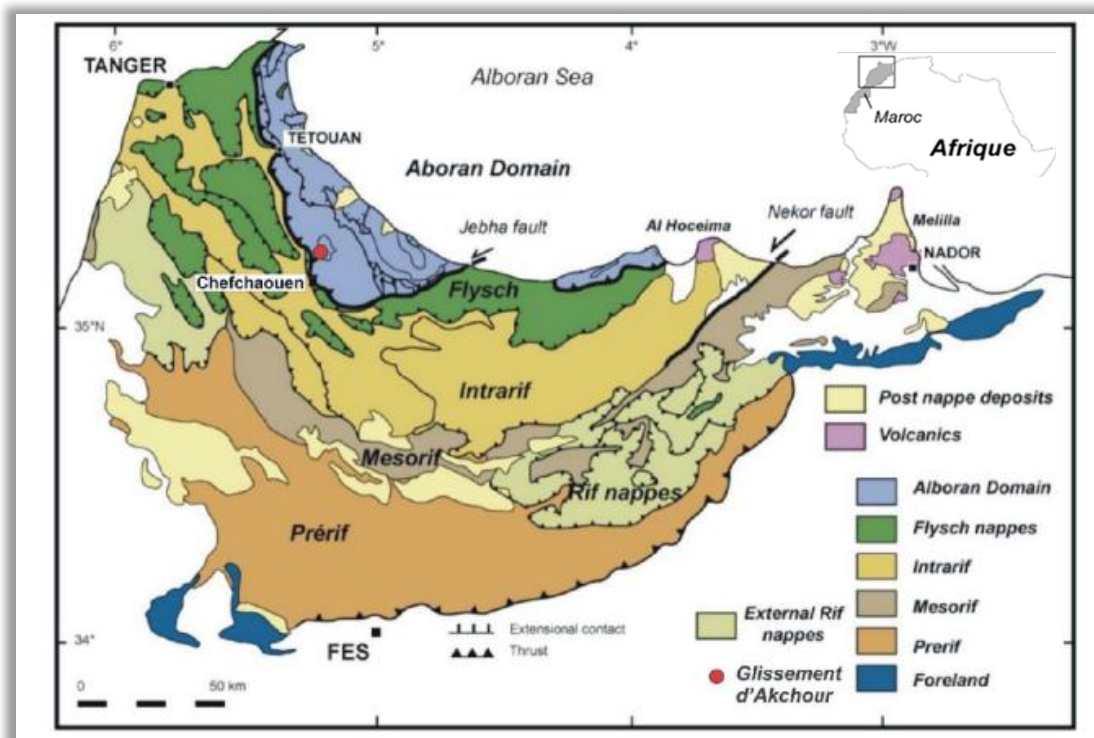 6°
5°
4°
3°W
TANGER
Alboran Sea
Maroc
Afrique
TETOUAN
Aboran Domain
Jebha fault
Al Hoceima
Nekor fault
Melilla
NADOR
Chefchaouen
Flysch
35°N
Intrarif
Post nappe deposits
Volcanics
Mesorif
Rif nappes
Alboran Domain
Prérif
Flysch nappes
Intrarif
External Rif
nappes
Mesorif
34°
FES
Extensional contact
Thrust
Prerif
Glissement
d'Akchour
Foreland
0
50 km